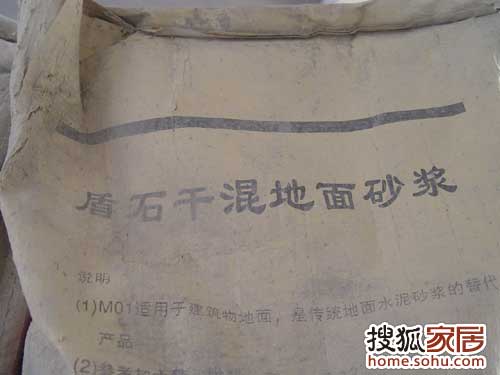 盾石干混地面砂浆
说明
(1)M01适用于建筑物地面，是传统地面水泥砂浆的替代
产品
(2)参考
搜狐家居
home.sohu.com